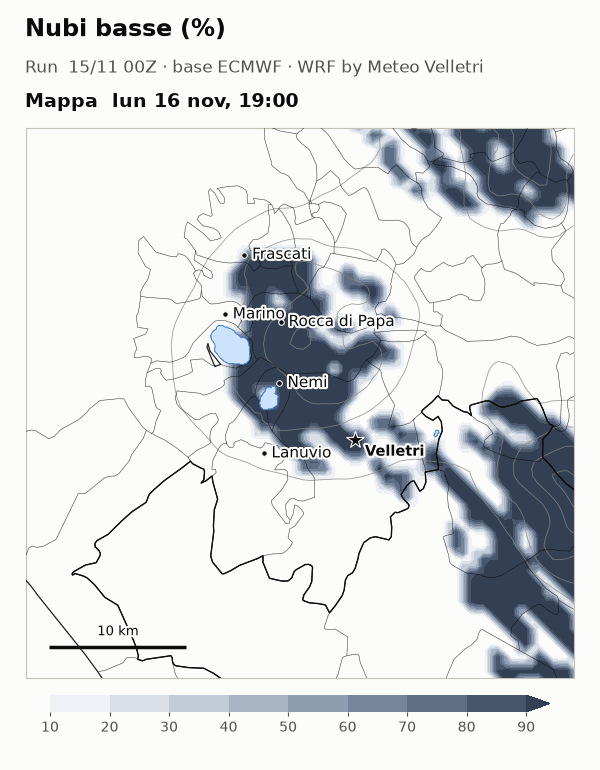 Nubi basse (%)
Run 15/11 00Z · base ECMWF · WRF by Meteo Velletri
Mappa lun 16 nov, 19:00
Frascati
Marino
Rocca di Papa
Nemi
Velletri
Lanuvio
10 km
10 20 30 40 50 60 70 80 90